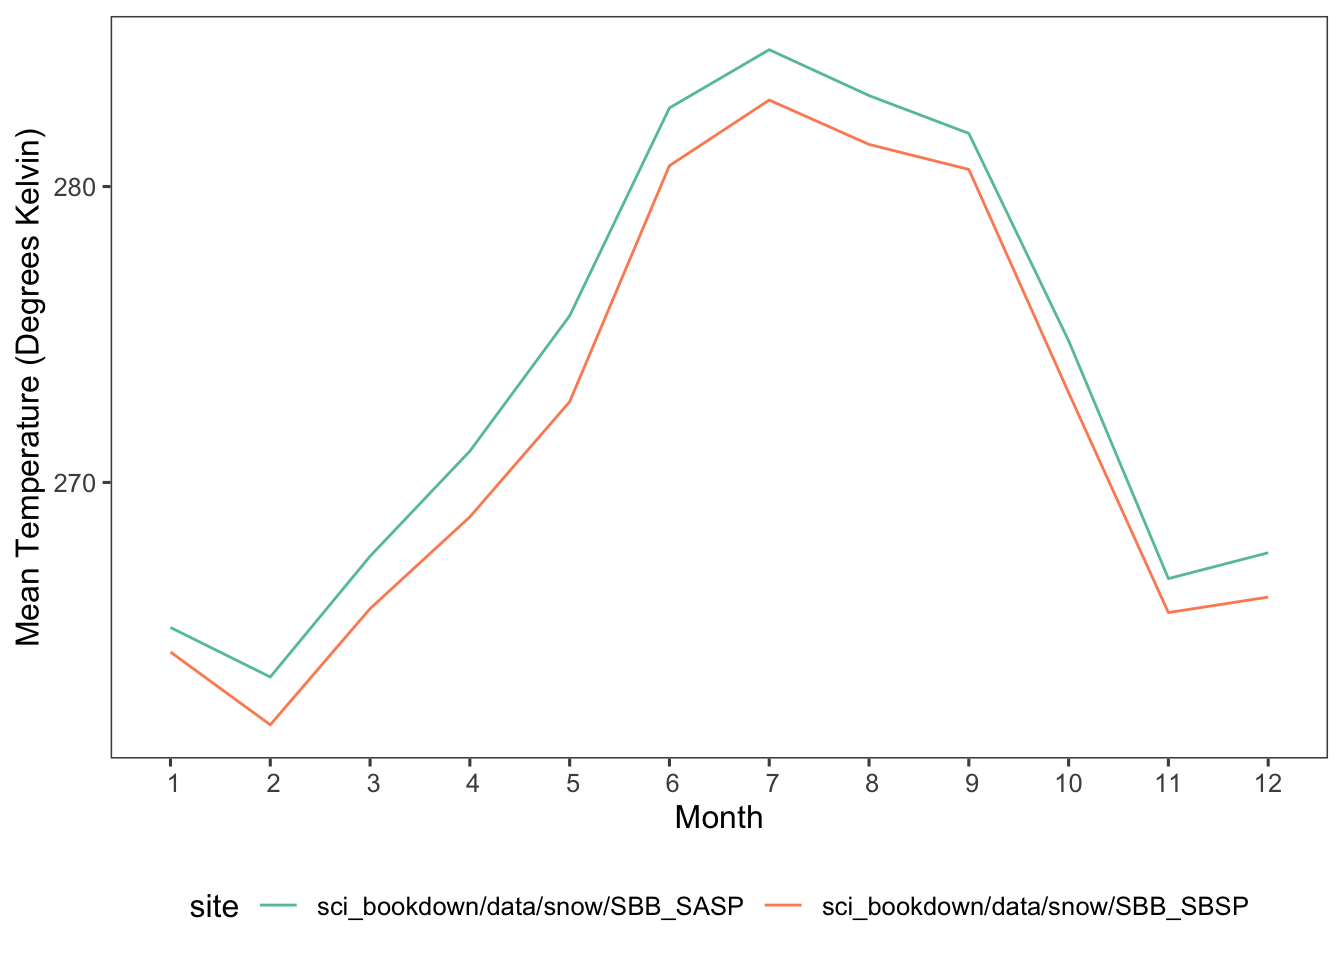 Mean Temperature (Degrees Kelvin)
280
270
1 2 3 4 5 6 7 8 9 10 11 12
Month
site sci_bookdown/data/snow/SBB_SASP sci_bookdown/data/snow/SBB_SBSP